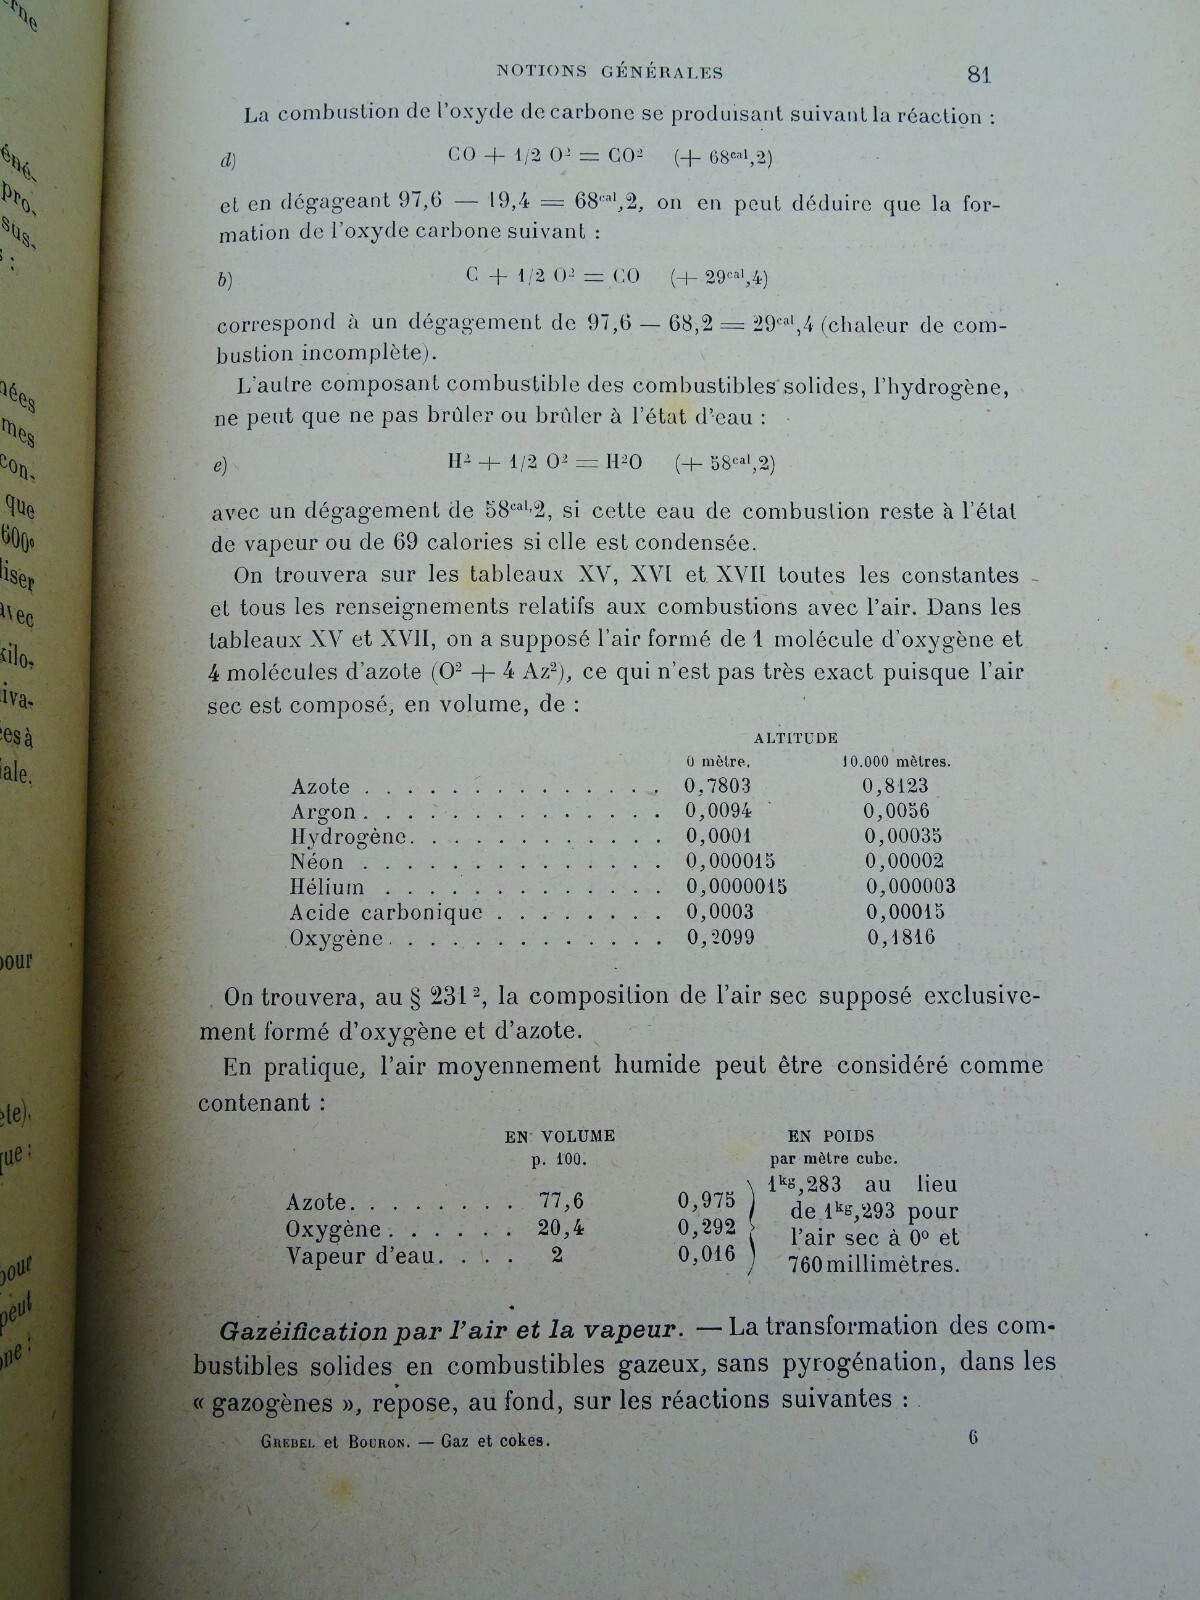 NOTIONS GÉNÉRALES 81
La combustion de l'oxyde de carbone se produisant suivant la réaction :
d) CO + 1/2 O² = CO² (+ 68cal,2)
et en dégageant 97,6 — 19,4 = 68cal,2, on en peut déduire que la for-
mation de l'oxyde carbone suivant :
b) C + 1/2 O² = CO (+ 29cal,4)
correspond à un dégagement de 97,6 — 68,2 = 29cal,4 (chaleur de com-
bustion incomplète).
L'autre composant combustible des combustibles solides, l'hydrogène,
ne peut que ne pas brûler ou brûler à l'état d'eau :
e) H² + 1/2 O² = H²O (+ 58cal,2)
avec un dégagement de 58cal,2, si cette eau de combustion reste à l'état
de vapeur ou de 69 calories si elle est condensée.
On trouvera sur les tableaux XV, XVI et XVII toutes les constantes
et tous les renseignements relatifs aux combustions avec l'air. Dans les
tableaux XV et XVII, on a supposé l'air formé de 1 molécule d'oxygène et
4 molécules d'azote (O² + 4 Az²), ce qui n'est pas très exact puisque l'air
sec est composé, en volume, de :
ALTITUDE
0 mètre. 10.000 mètres.
Azote . . . . . . . . . . . . . . 0,7803 0,8123
Argon . . . . . . . . . . . . . . 0,0094 0,0056
Hydrogène. . . . . . . . . . . . 0,0001 0,00035
Néon . . . . . . . . . . . . . . 0,000015 0,00002
Hélium . . . . . . . . . . . . . 0,0000015 0,000003
Acide carbonique . . . . . . . . 0,0003 0,00015
Oxygène . . . . . . . . . . . . . 0,2099 0,1816
On trouvera, au § 231², la composition de l'air sec supposé exclusive-
ment formé d'oxygène et d'azote.
En pratique, l'air moyennement humide peut être considéré comme
contenant :
EN VOLUME EN POIDS
p. 100. par mètre cube.
Azote. . . . . . . . 77,6 0,975 1kg,283 au lieu
Oxygène . . . . . . 20,4 0,292 de 1kg,293 pour
Vapeur d'eau. . . . 2 0,016 l'air sec à 0° et
760 millimètres.
Gazéification par l'air et la vapeur. — La transformation des com-
bustibles solides en combustibles gazeux, sans pyrogénation, dans les
« gazogènes », repose, au fond, sur les réactions suivantes :
GREBEL et BOURON. — Gaz et cokes. 6